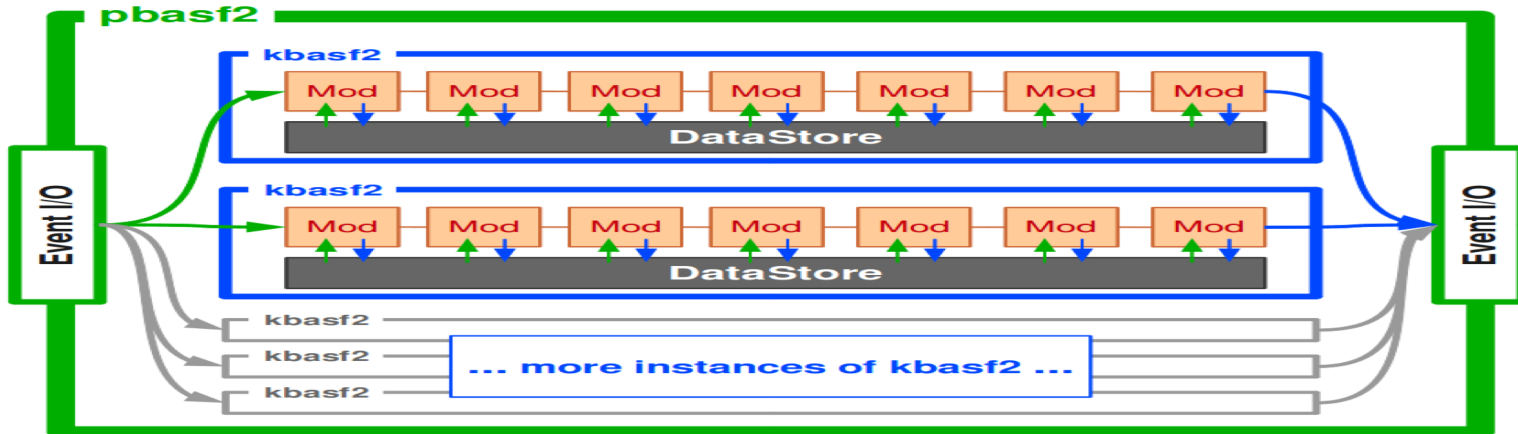 pbasf2
kbasf2
Mod Mod Mod Mod Mod Mod Mod
DataStore
Event I/O
Event I/O
kbasf2
Mod Mod Mod Mod Mod Mod Mod
DataStore
kbasf2
kbasf2
... more instances of kbasf2 ...
kbasf2